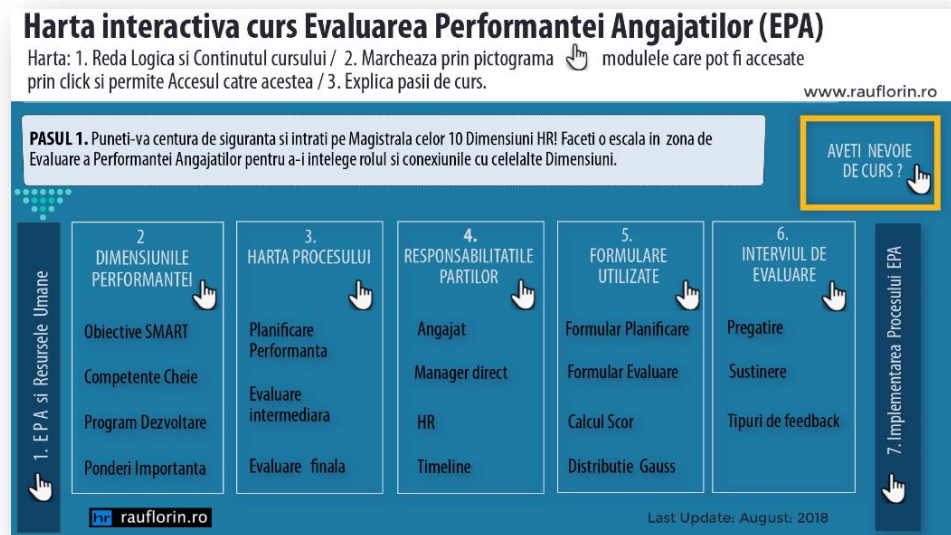 Harta interactiva curs Evaluarea Performantei Angajatilor (EPA)
Harta: 1. Reda Logica si Continutul cursului / 2. Marcheaza prin pictograma modulele care pot fi accesate
prin click si permite Accesul catre acestea / 3. Explica pasii de curs.
www.rauflorin.ro
PASUL 1. Puneti-va centura de siguranta si intrati pe Magistrala celor 10 Dimensiuni HR! Faceti o escala in zona de
Evaluare a Performantei Angajatilor pentru a-i intelege rolul si conexiunile cu celelalte Dimensiuni.
AVETI NEVOIE
DE CURS ?
1. E P A si Resursele Umane
2
DIMENSIUNILE
PERFORMANTEI
Obiective SMART
Competente Cheie
Program Dezvoltare
Ponderi Importanta
3.
HARTA PROCESULUI
Planificare
Performanta
Evaluare
intermediara
Evaluare finala
4.
RESPONSABILITATILE
PARTILOR
Angajat
Manager direct
HR
Timeline
5.
FORMULARE
UTILIZATE
Formular Planificare
Formular Evaluare
Calcul Scor
Distributie Gauss
6.
INTERVIUL DE
EVALUARE
Pregatire
Sustinere
Tipuri de feedback
7. Implementarea Procesului EPA
hr rauflorin.ro
Last Update: August: 2018